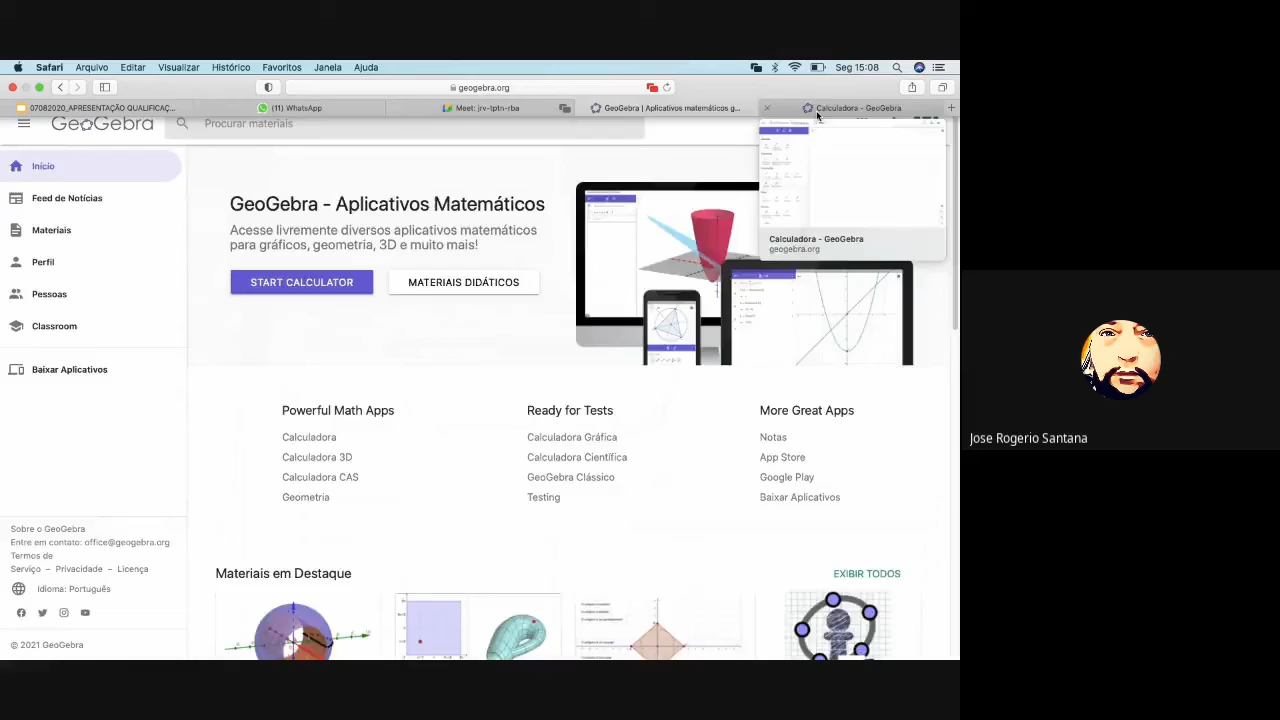 Safari Arquivo Editar Visualizar Histórico Favoritos Janela Ajuda Seg 15:08
geogebra.org
07082020_APRESENTAÇÃO QUALIFICAÇ...
(11) WhatsApp
Meet: jrv-tptn-rba
GeoGebra | Aplicativos matemáticos g...
Calculadora - GeoGebra
GeoGebra
Procurar materiais
Início
Feed de Notícias
Materiais
Perfil
Pessoas
Classroom
Baixar Aplicativos
GeoGebra - Aplicativos Matemáticos
Acesse livremente diversos aplicativos matemáticos
para gráficos, geometria, 3D e muito mais!
START CALCULATOR
MATERIAIS DIDÁTICOS
Calculadora - GeoGebra
geogebra.org
Powerful Math Apps
Calculadora
Calculadora 3D
Calculadora CAS
Geometria
Ready for Tests
Calculadora Gráfica
Calculadora Científica
GeoGebra Clássico
Testing
More Great Apps
Notas
App Store
Google Play
Baixar Aplicativos
Materiais em Destaque
EXIBIR TODOS
Sobre o GeoGebra
Entre em contato: office@geogebra.org
Termos de
Serviço – Privacidade – Licença
Idioma: Português
© 2021 GeoGebra
Jose Rogerio Santana